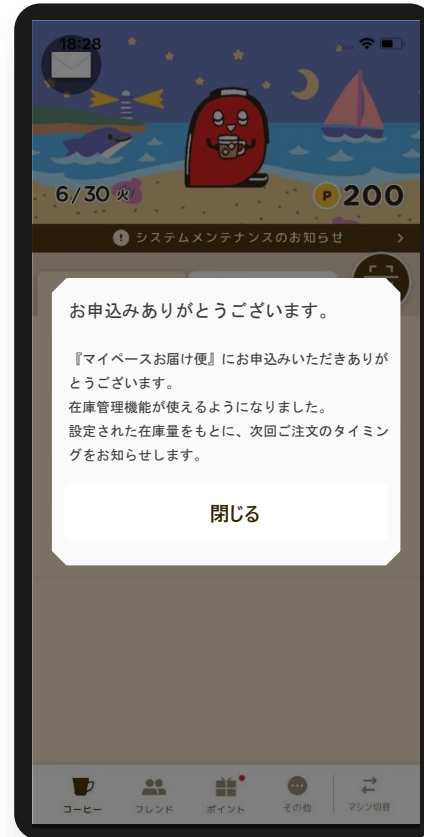 18:28
6/30 火
P 200
システムメンテナンスのお知らせ
お申込みありがとうございます。
『マイペースお届け便』にお申込みいただきありが
とうございます。
在庫管理機能が使えるようになりました。
設定された在庫量をもとに、次回ご注文のタイミン
グをお知らせします。
閉じる
コーヒー フレンド ポイント その他 マシン切替